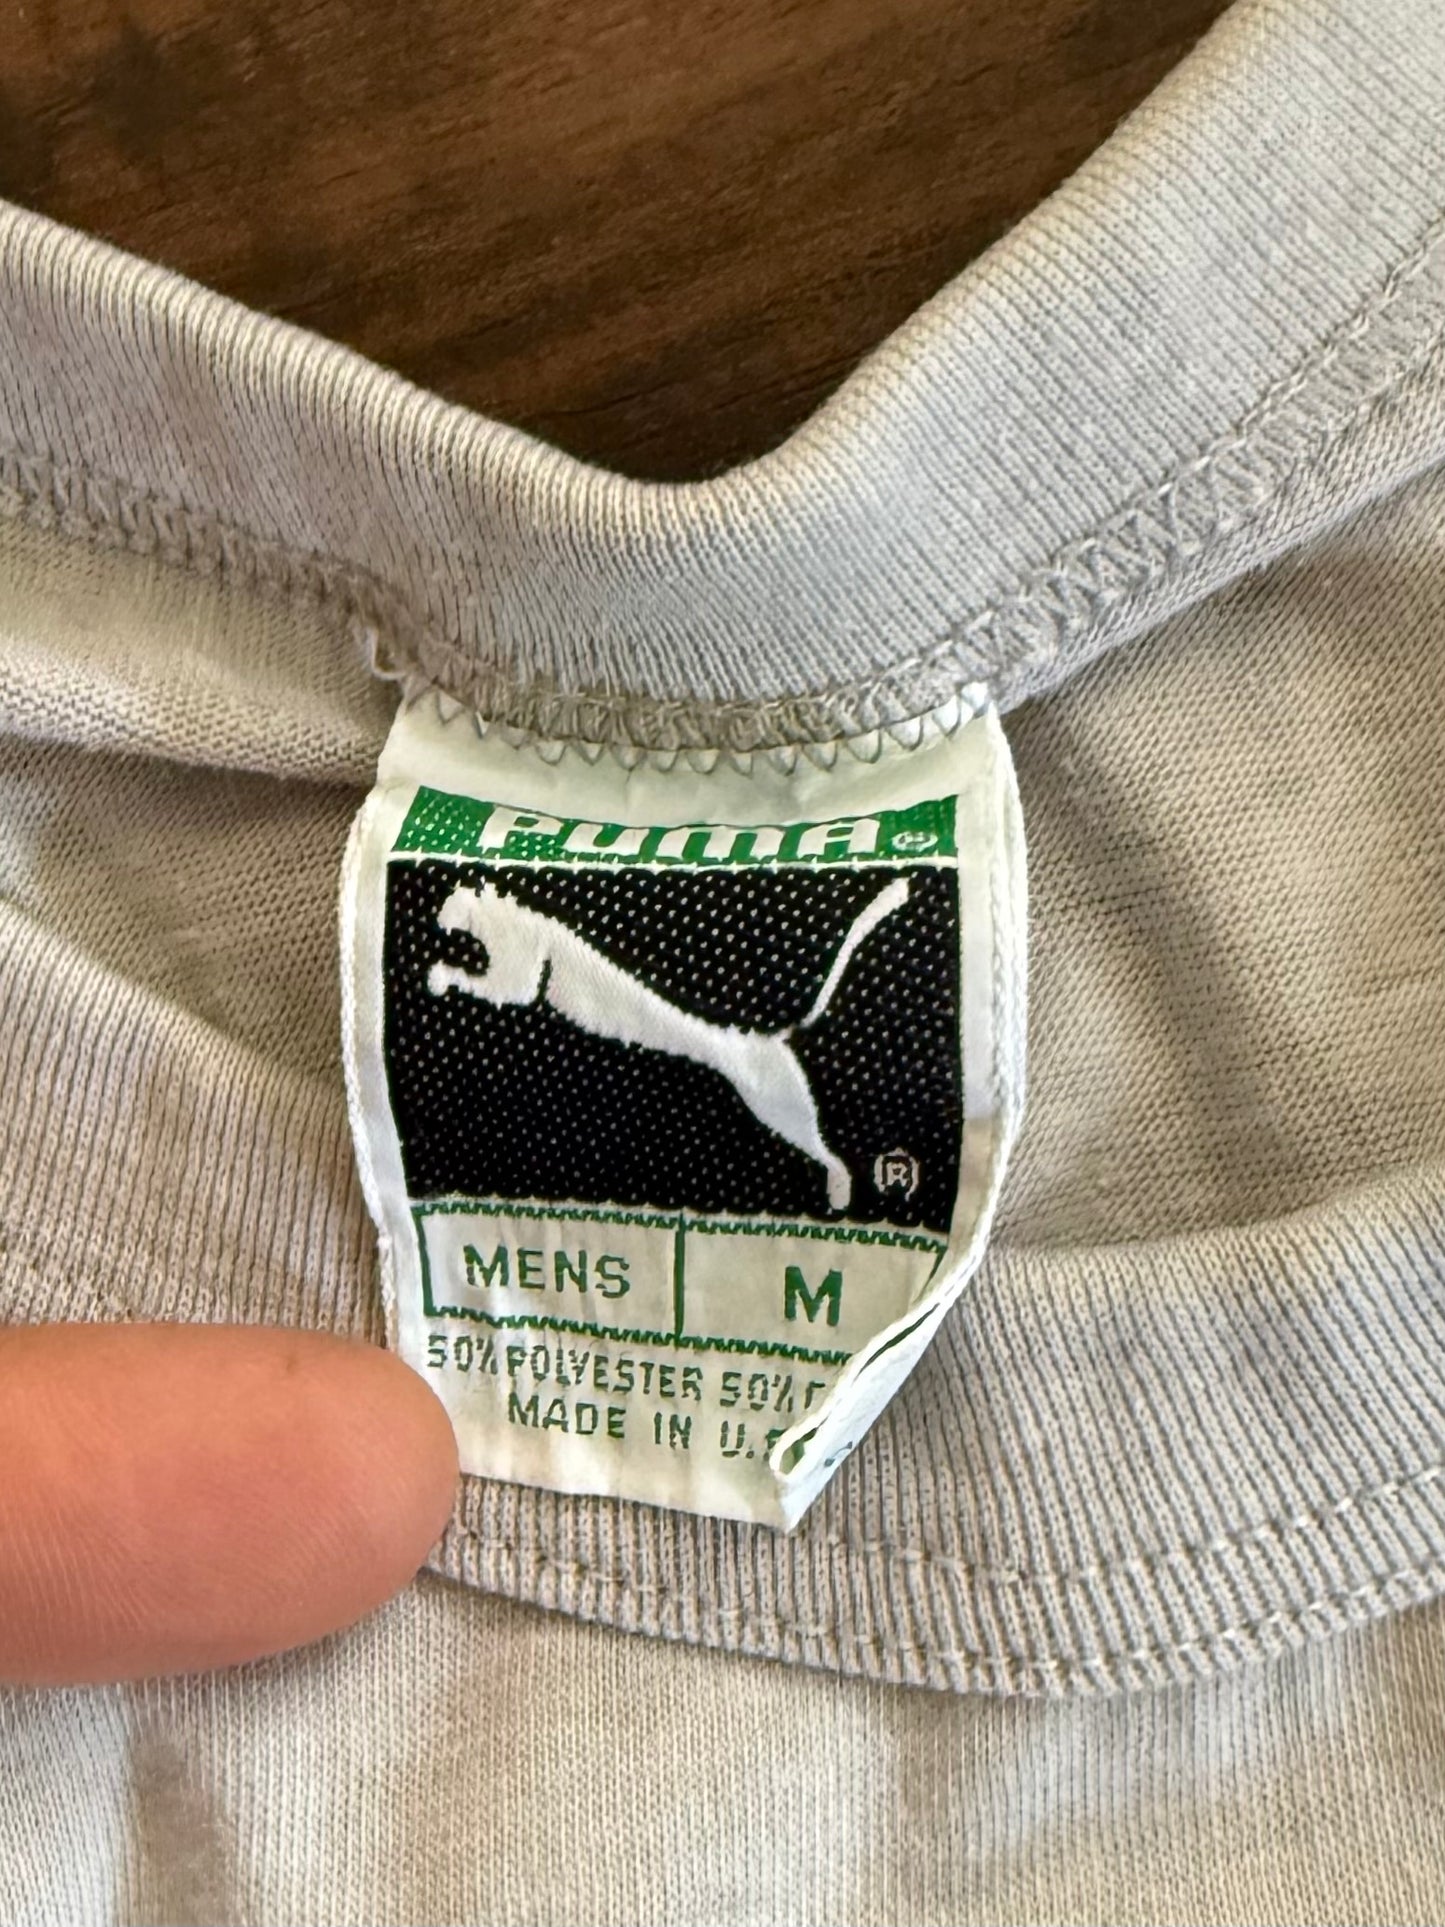 PUMA ®
®
MENS M
50% POLYESTER 50%
MADE IN